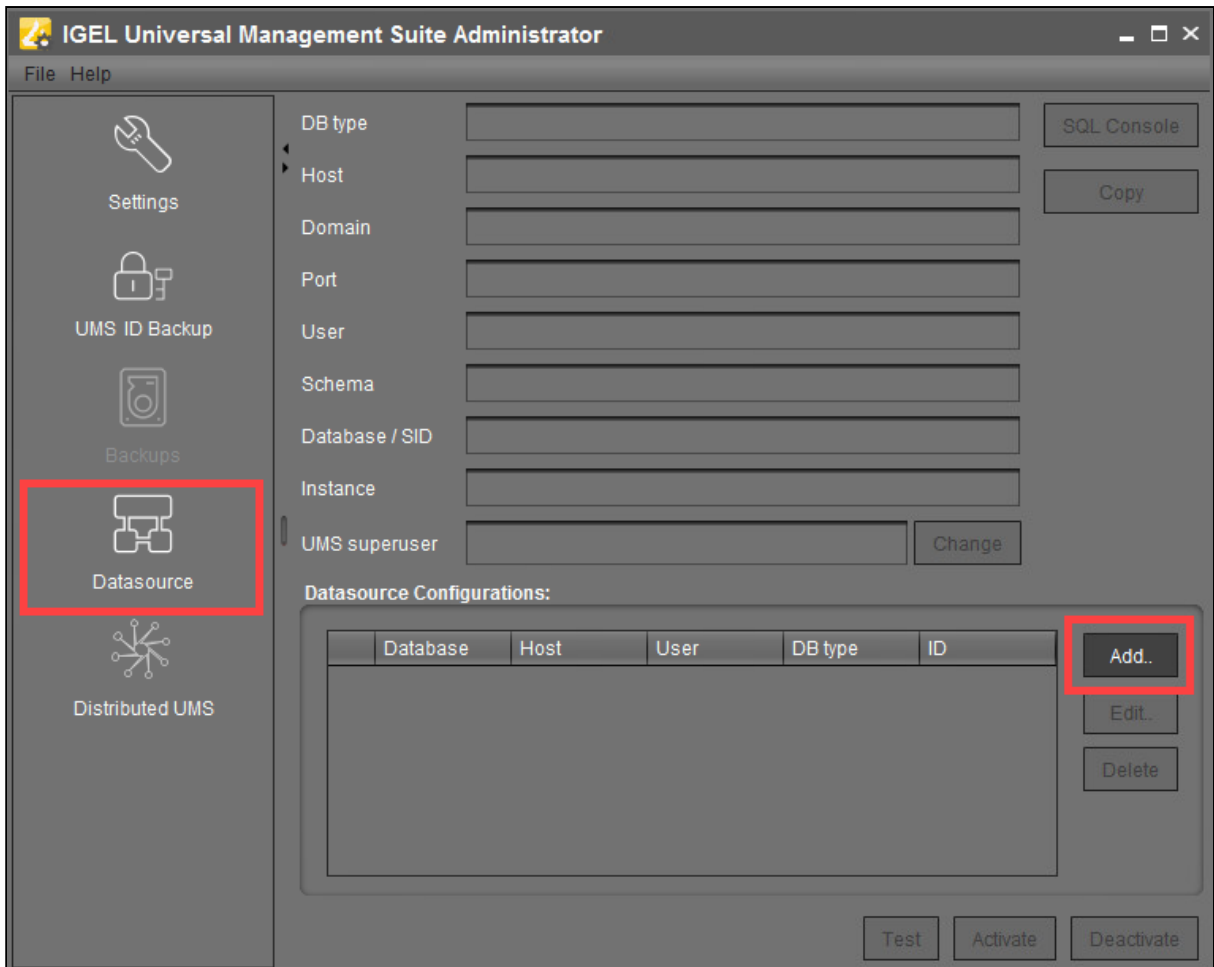 IGEL Universal Management Suite Administrator
File Help
Settings
UMS ID Backup
Backups
Datasource
Distributed UMS
DB type
SQL Console
Host
Copy
Domain
Port
User
Schema
Database / SID
Instance
UMS superuser Change
Datasource Configurations:
Database Host User DB type ID
Add..
Edit..
Delete
Test Activate Deactivate